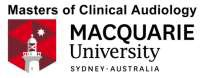 Masters of Clinical Audiology
MACQUARIE
University
SYDNEY·AUSTRALIA